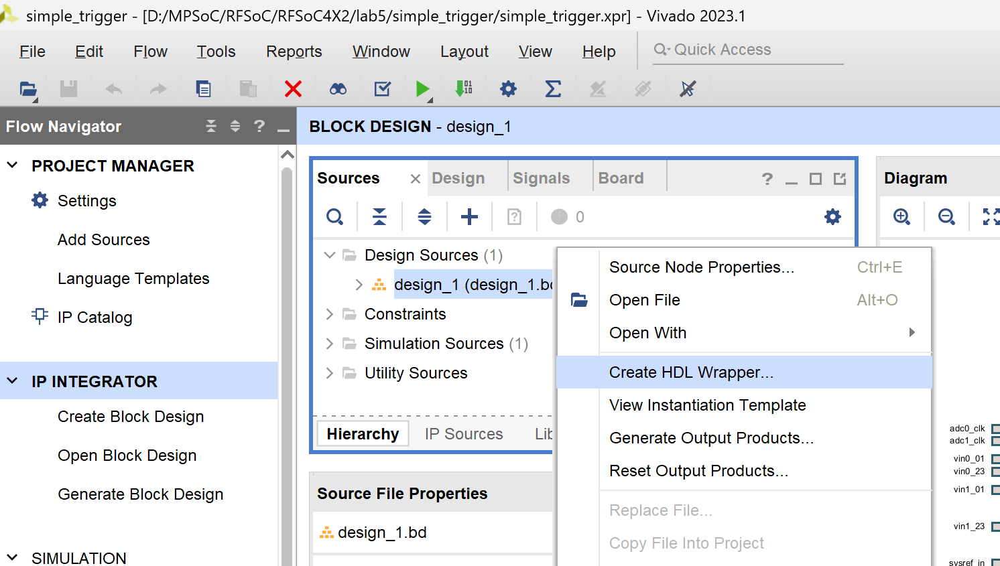 simple_trigger - [D:/MPSoC/RFSoC/RFSoC4X2/lab5/simple_trigger/simple_trigger.xpr] - Vivado 2023.1
File Edit Flow Tools Reports Window Layout View Help Quick Access
Flow Navigator
PROJECT MANAGER
Settings
Add Sources
Language Templates
IP Catalog
IP INTEGRATOR
Create Block Design
Open Block Design
Generate Block Design
SIMULATION
BLOCK DESIGN - design_1
Sources Design Signals Board
0
Design Sources (1)
design_1 (design_1.bd
Constraints
Simulation Sources (1)
Utility Sources
Hierarchy IP Sources Lib
Source File Properties
design_1.bd
Source Node Properties... Ctrl+E
Open File Alt+O
Open With
Create HDL Wrapper...
View Instantiation Template
Generate Output Products...
Reset Output Products...
Replace File...
Copy File Into Project
Diagram
adc0_clk
adc1_clk
vin0_01
vin0_23
vin1_01
vin1_23
sysref_in